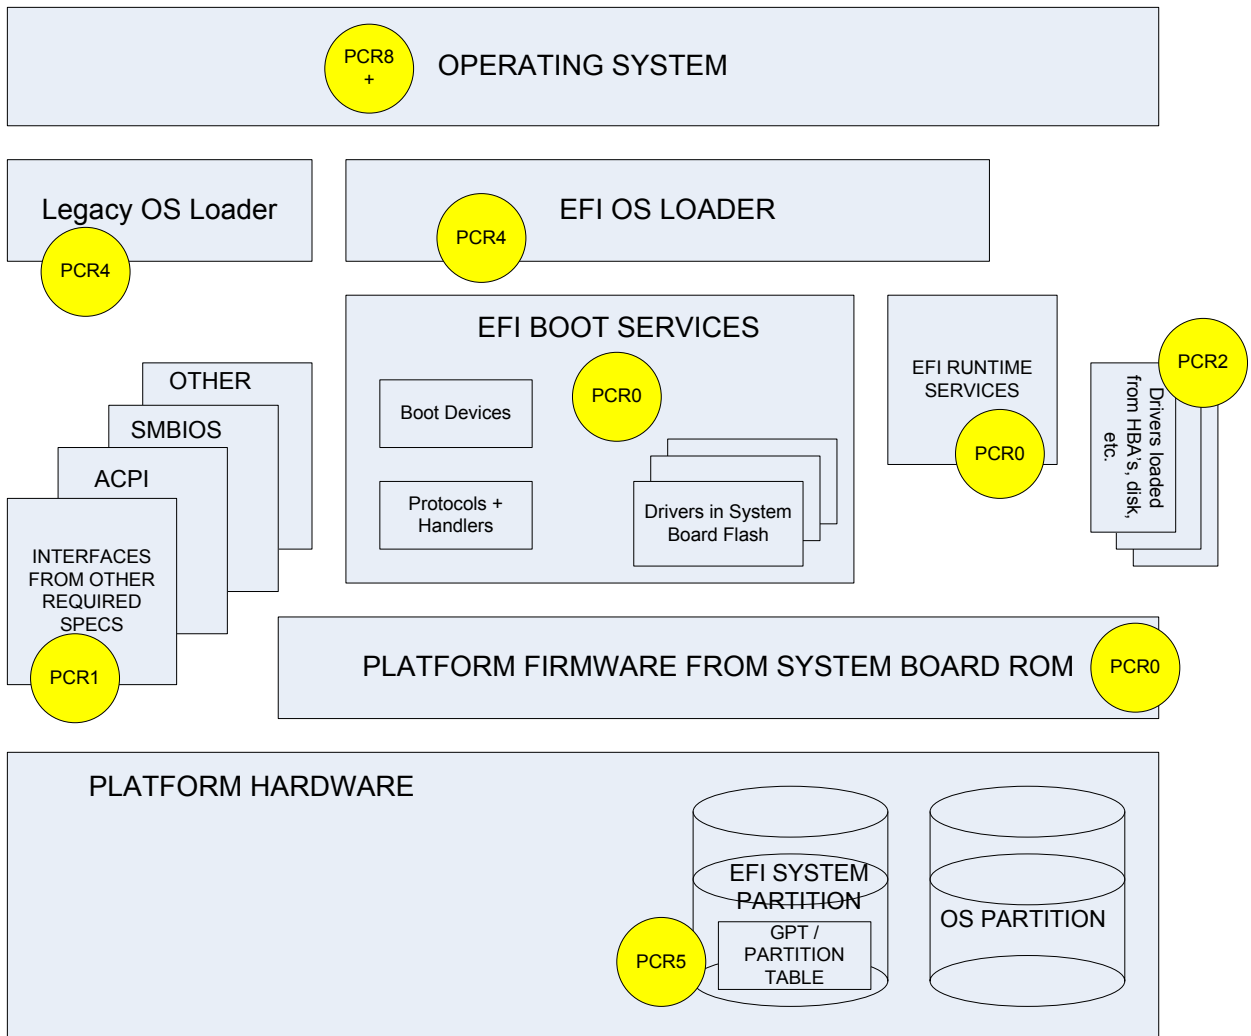 PCR8
+
OPERATING SYSTEM
Legacy OS Loader
PCR4
EFI OS LOADER
PCR4
EFI BOOT SERVICES
PCR0
Boot Devices
Protocols +
Handlers
Drivers in System
Board Flash
EFI RUNTIME
SERVICES
PCR0
PCR2
Drivers loaded
from HBA's, disk,
etc.
OTHER
SMBIOS
ACPI
INTERFACES
FROM OTHER
REQUIRED
SPECS
PCR1
PLATFORM FIRMWARE FROM SYSTEM BOARD ROM
PCR0
PLATFORM HARDWARE
EFI SYSTEM
PARTITION
GPT /
PARTITION
TABLE
PCR5
OS PARTITION